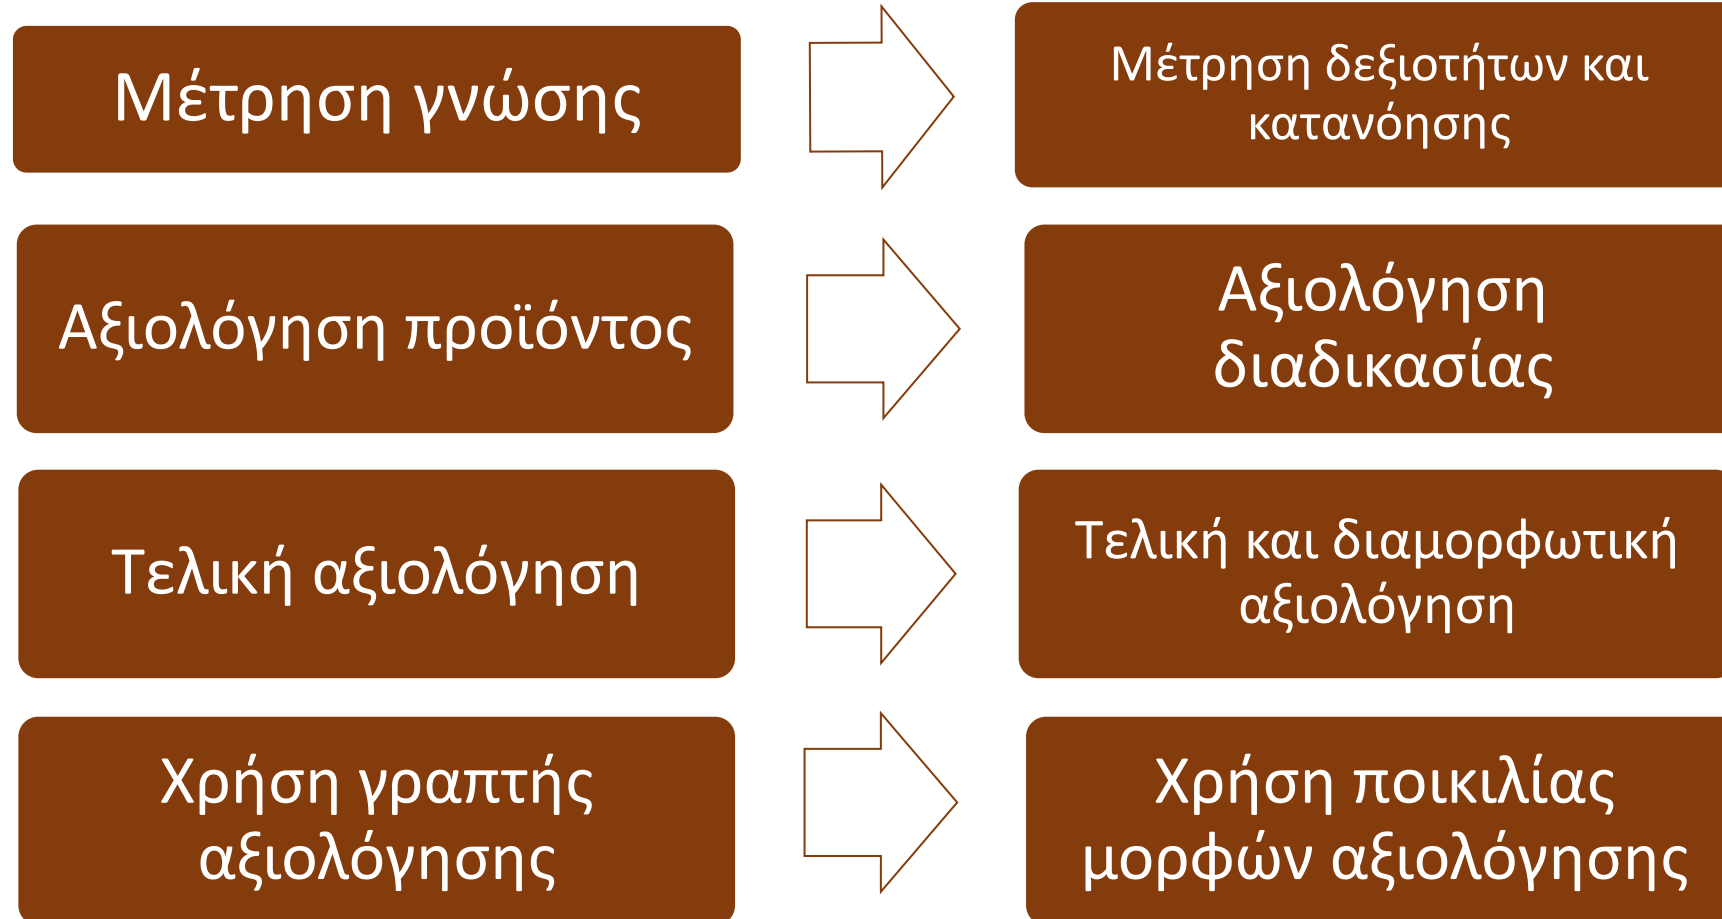 Μέτρηση γνώσης
Μέτρηση δεξιοτήτων και
κατανόησης
Αξιολόγηση προϊόντος
Αξιολόγηση
διαδικασίας
Τελική αξιολόγηση
Τελική και διαμορφωτική
αξιολόγηση
Χρήση γραπτής
αξιολόγησης
Χρήση ποικιλίας
μορφών αξιολόγησης